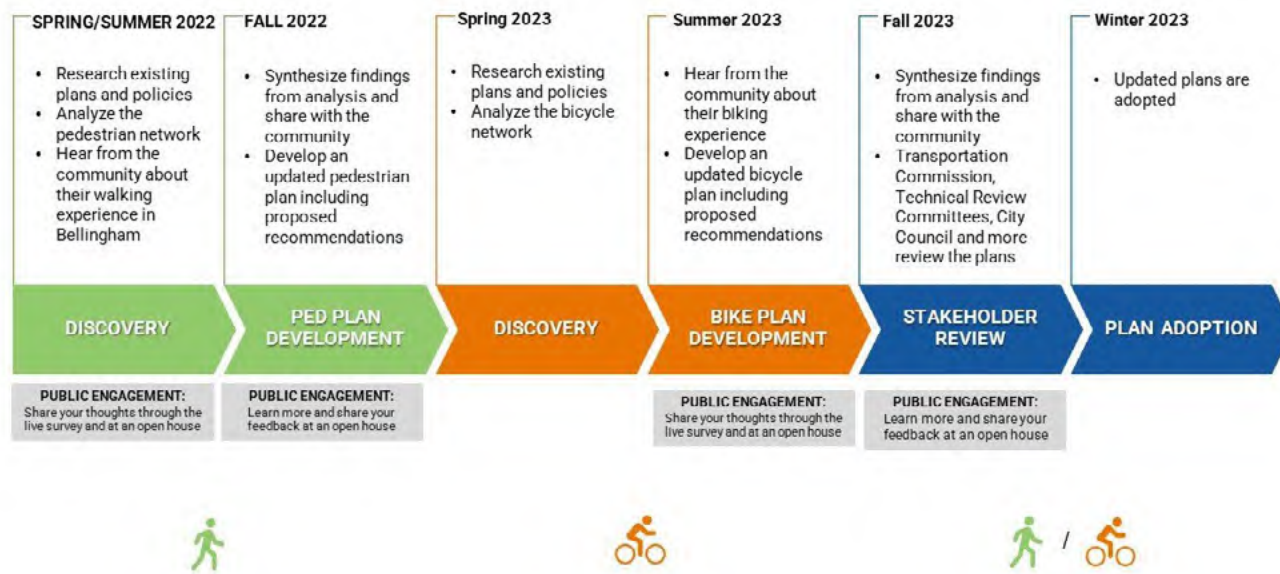 SPRING/SUMMER 2022
• Research existing
plans and policies
• Analyze the
pedestrian network
• Hear from the
community about
their walking
experience in
Bellingham
FALL 2022
• Synthesize findings
from analysis and
share with the
community
• Develop an
updated pedestrian
plan including
proposed
recommendations
Spring 2023
• Research existing
plans and policies
• Analyze the bicycle
network
Summer 2023
• Hear from the
community about
their biking
experience
• Develop an
updated bicycle
plan including
proposed
recommendations
Fall 2023
• Synthesize findings
from analysis and
share with the
community
• Transportation
Commission,
Technical Review
Committees, City
Council and more
review the plans
Winter 2023
• Updated plans are
adopted
DISCOVERY
PED PLAN
DEVELOPMENT
DISCOVERY
BIKE PLAN
DEVELOPMENT
STAKEHOLDER
REVIEW
PLAN ADOPTION
PUBLIC ENGAGEMENT:
Share your thoughts through the
live survey and at an open house
PUBLIC ENGAGEMENT:
Learn more and share your
feedback at an open house
PUBLIC ENGAGEMENT:
Share your thoughts through the
live survey and at an open house
PUBLIC ENGAGEMENT:
Learn more and share your
feedback at an open house
/